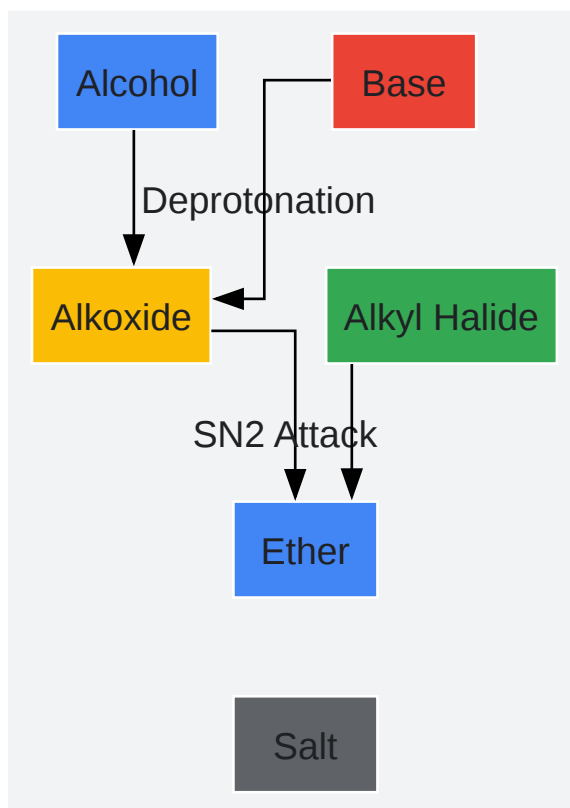 Alcohol
Base
Deprotonation
Alkoxide
Alkyl Halide
SN2 Attack
Ether
Salt